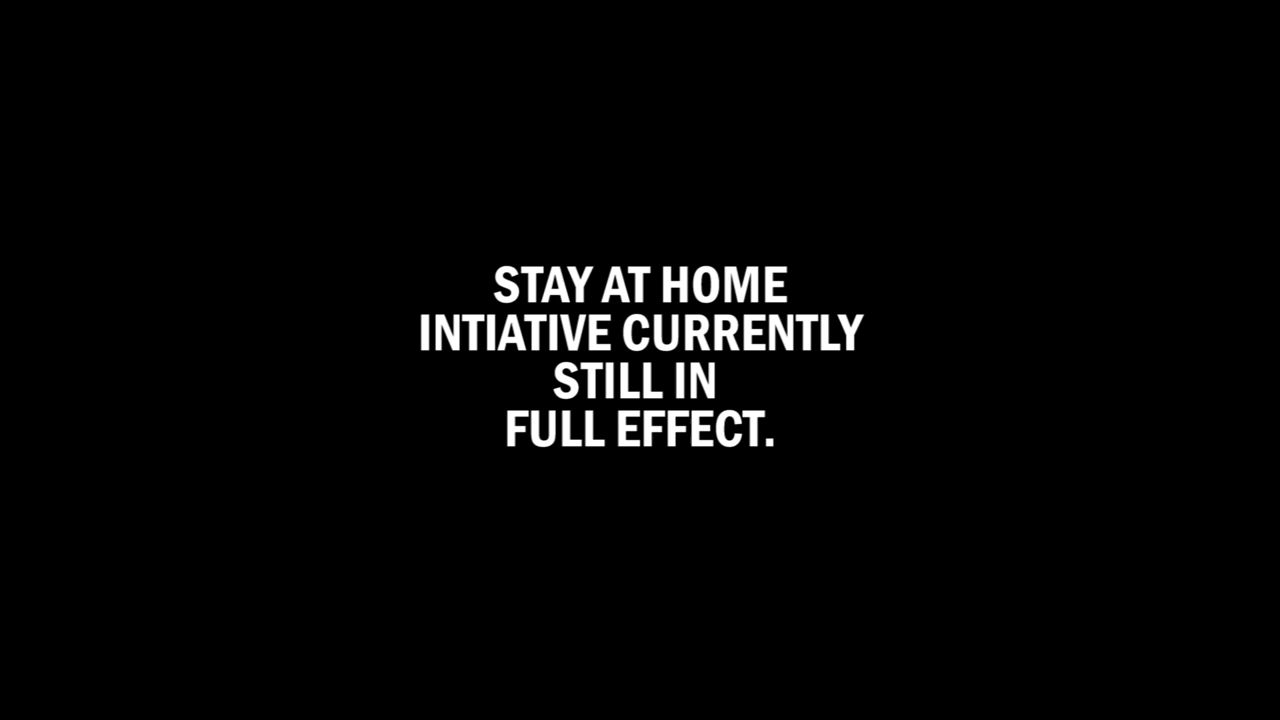 STAY AT HOME
INTIATIVE CURRENTLY
STILL IN
FULL EFFECT.